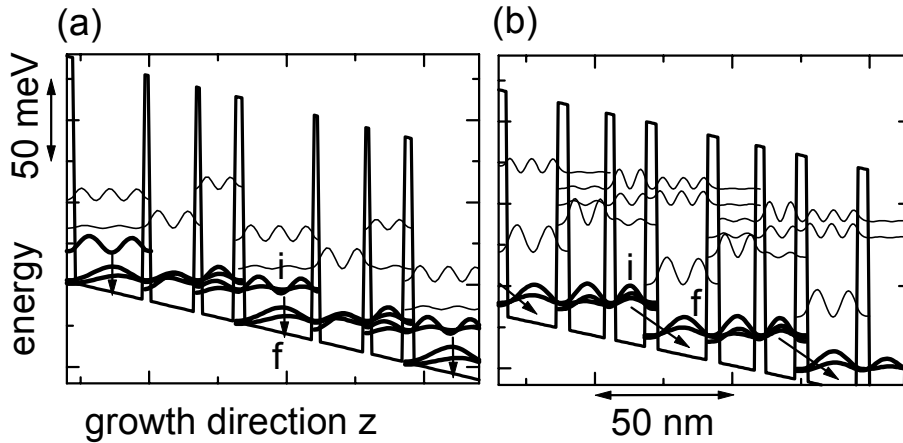 (a)
(b)
50 meV
energy
i
f
i
f
growth direction z
50 nm